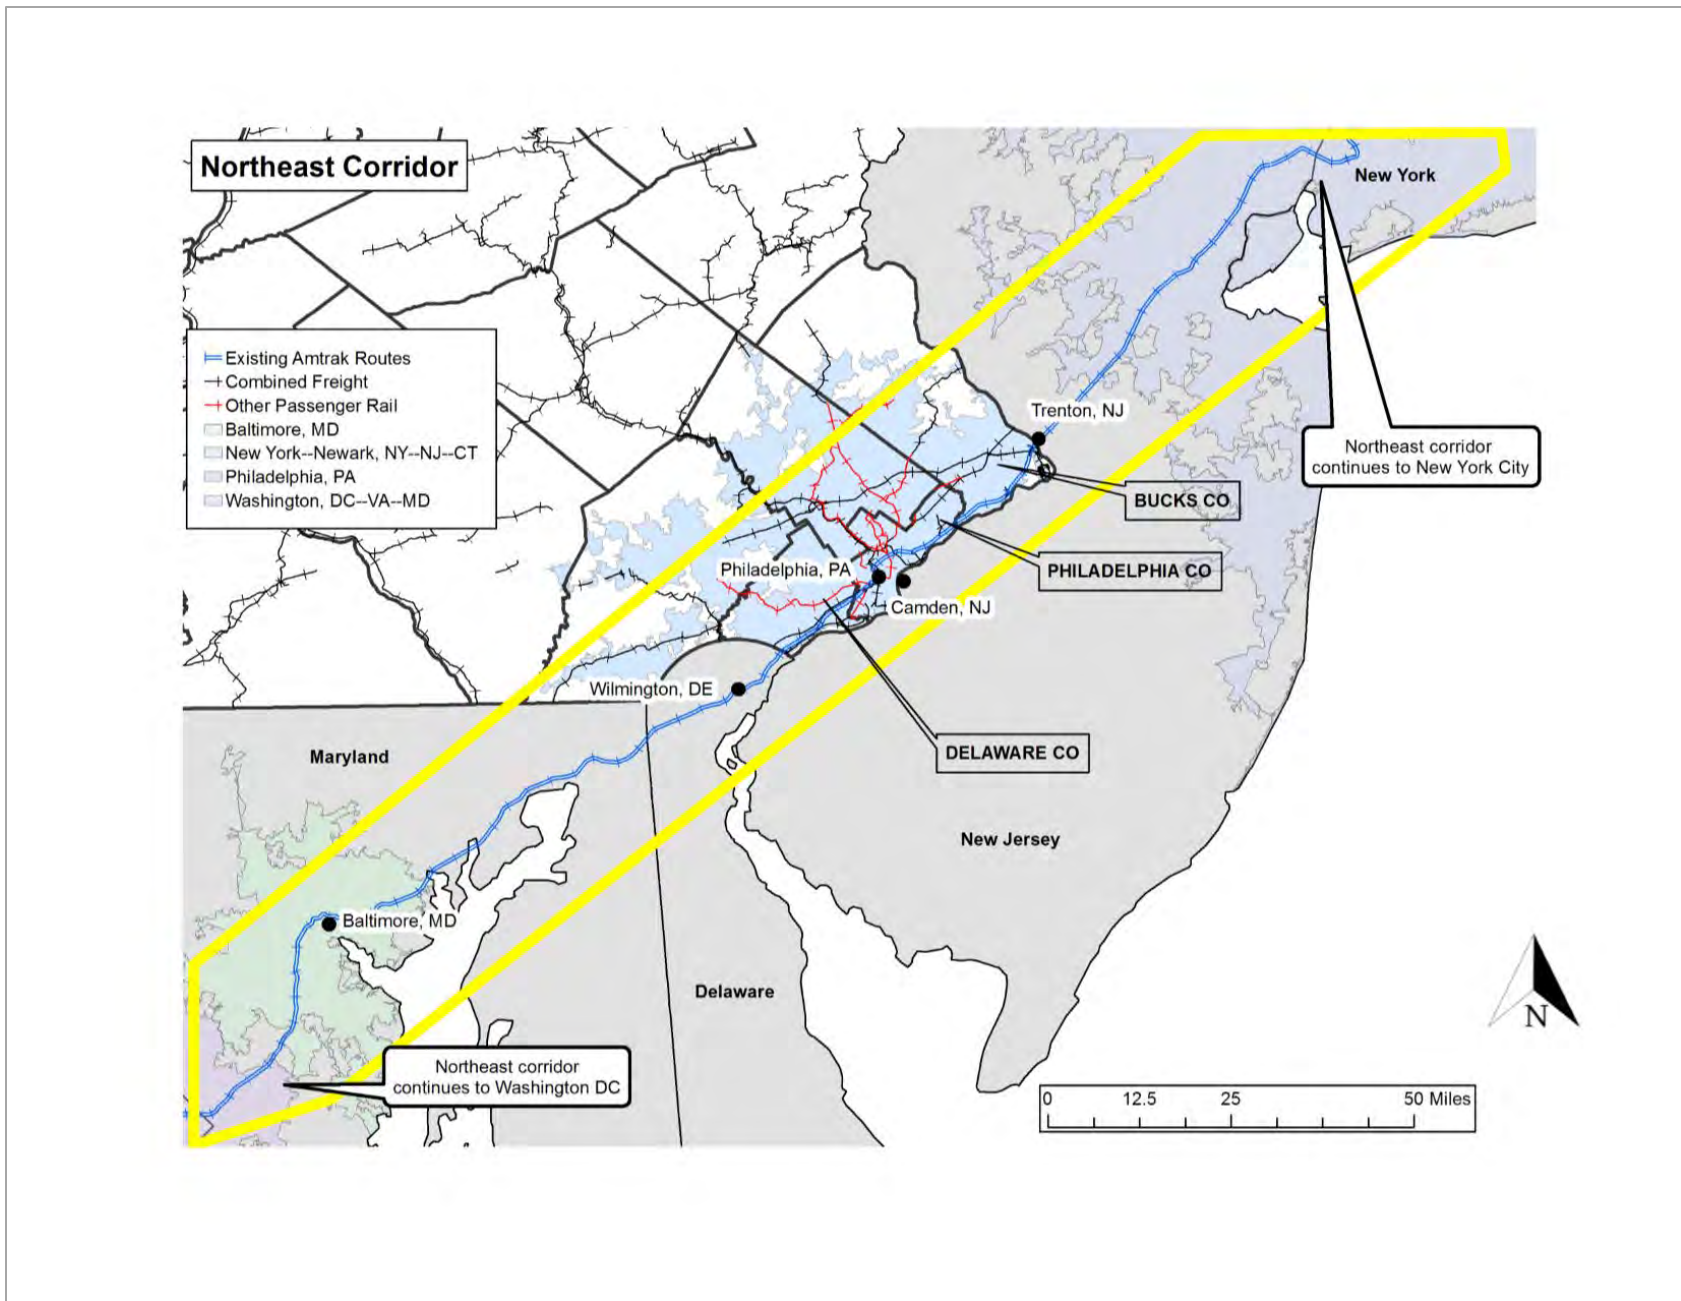 Northeast Corridor
New York
Existing Amtrak Routes
Combined Freight
Other Passenger Rail
Baltimore, MD
New York--Newark, NY--NJ--CT
Philadelphia, PA
Washington, DC--VA--MD
Trenton, NJ
Northeast corridor
continues to New York City
BUCKS CO
PHILADELPHIA CO
Philadelphia, PA
Camden, NJ
Wilmington, DE
DELAWARE CO
Maryland
New Jersey
Baltimore, MD
Delaware
N
Northeast corridor
continues to Washington DC
0 12.5 25 50 Miles